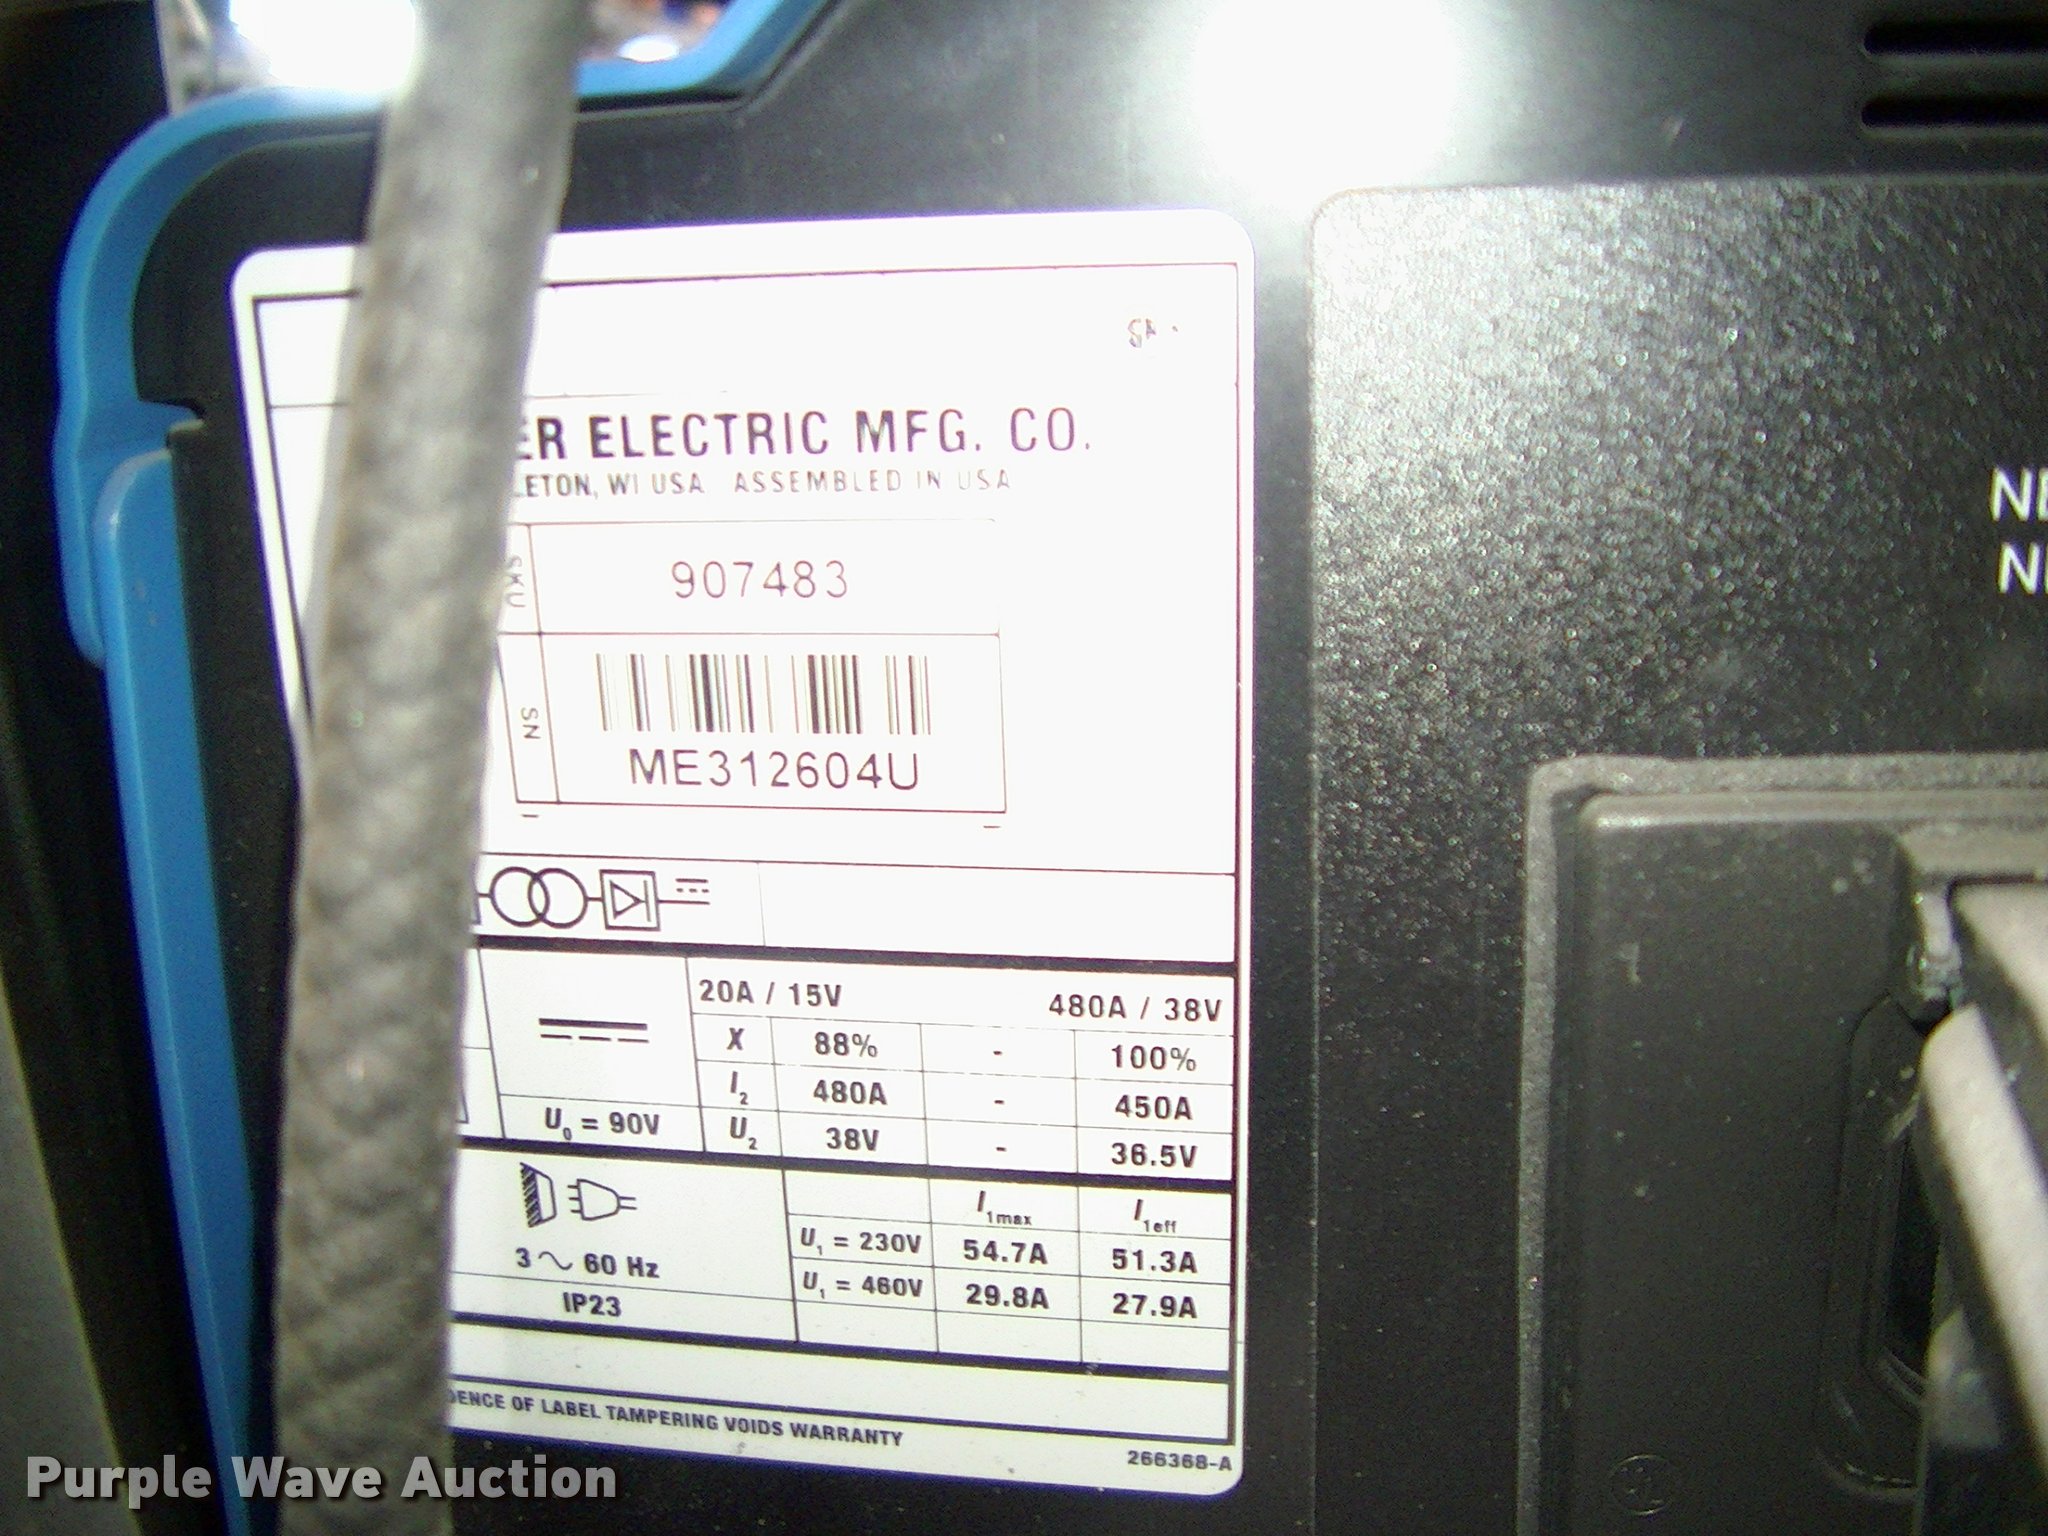 ER ELECTRIC MFG. CO.
LETON, WI USA ASSEMBLED IN USA
SKU 907483
SN
ME312604U
20A / 15V 480A / 38V
X 88% - 100%
I2 480A - 450A
U0 = 90V U2 38V - 36.5V
I1max I1eff
U1 = 230V 54.7A 51.3A
3 ~ 60 Hz U1 = 460V 29.8A 27.9A
IP23
DENCE OF LABEL TAMPERING VOIDS WARRANTY
266368-A
Purple Wave Auction